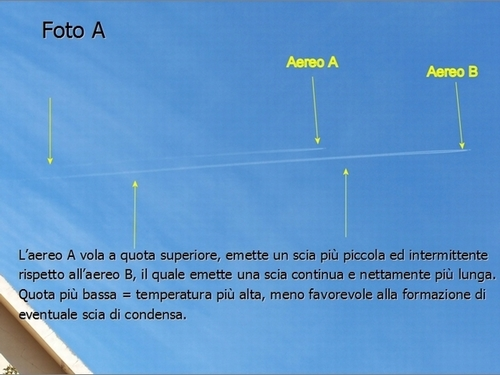 Foto A
Aereo A
Aereo B
L'aereo A vola a quota superiore, emette un scia più piccola ed intermittente
rispetto all'aereo B, il quale emette una scia continua e nettamente più lunga.
Quota più bassa = temperatura più alta, meno favorevole alla formazione di
eventuale scia di condensa.